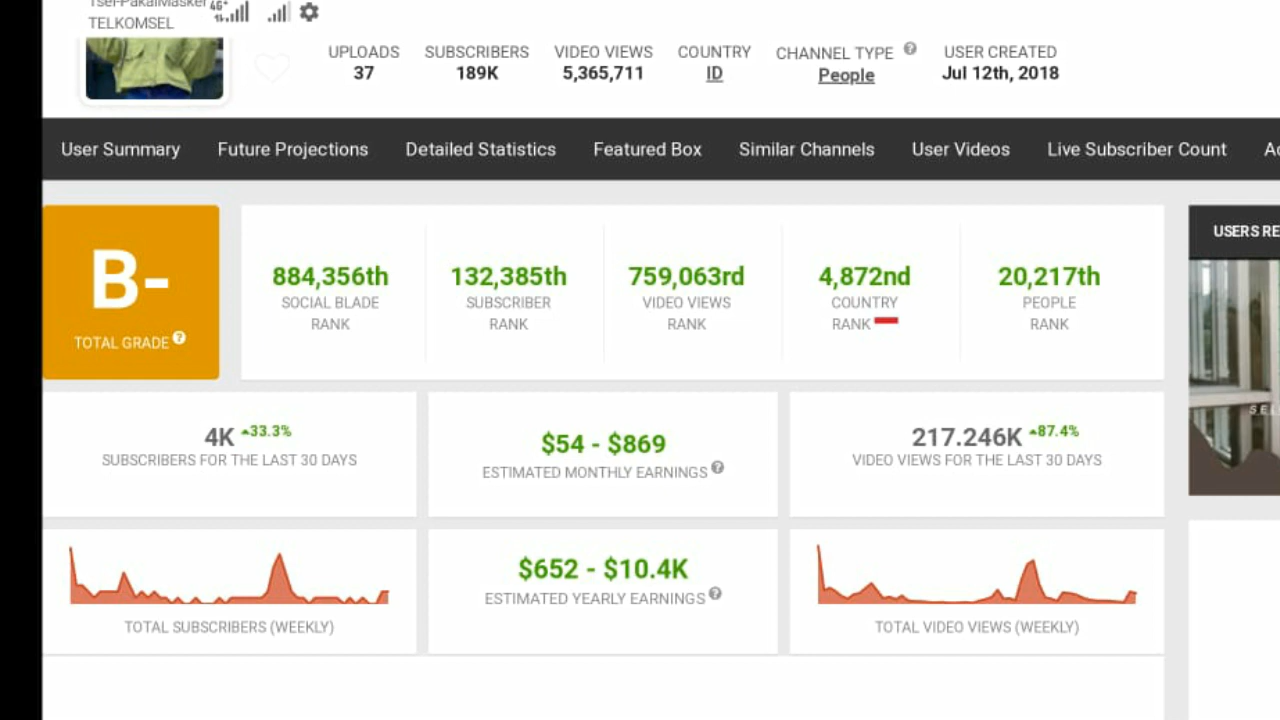 Tsel-PakaiMasker 4G+
TELKOMSEL
UPLOADS SUBSCRIBERS VIDEO VIEWS COUNTRY CHANNEL TYPE ? USER CREATED
37 189K 5,365,711 ID People Jul 12th, 2018
User Summary Future Projections Detailed Statistics Featured Box Similar Channels User Videos Live Subscriber Count
B-
TOTAL GRADE ?
884,356th
SOCIAL BLADE
RANK
132,385th
SUBSCRIBER
RANK
759,063rd
VIDEO VIEWS
RANK
4,872nd
COUNTRY
RANK
20,217th
PEOPLE
RANK
USERS RE
SEL
4K 33.3%
SUBSCRIBERS FOR THE LAST 30 DAYS
$54 - $869
ESTIMATED MONTHLY EARNINGS ?
217.246K 87.4%
VIDEO VIEWS FOR THE LAST 30 DAYS
TOTAL SUBSCRIBERS (WEEKLY)
$652 - $10.4K
ESTIMATED YEARLY EARNINGS ?
TOTAL VIDEO VIEWS (WEEKLY)